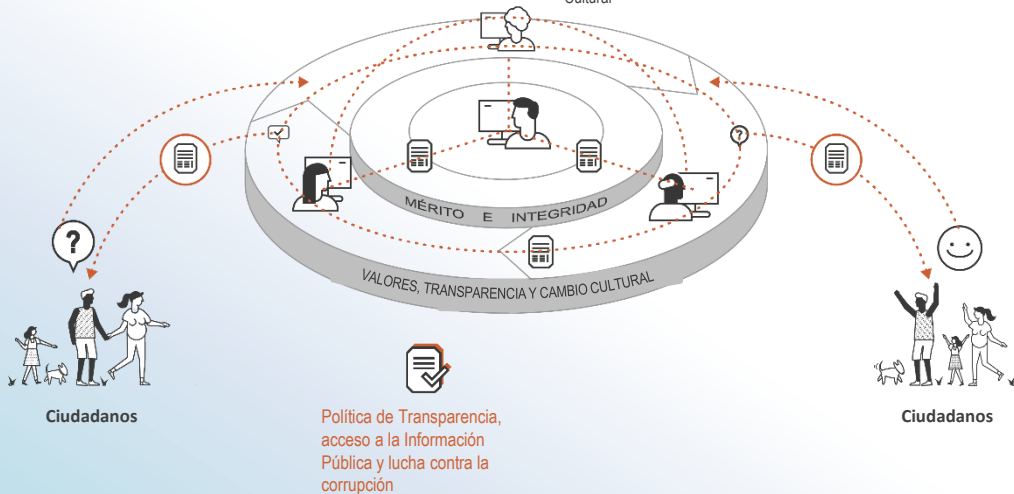 Cultural
?
MÉRITO E INTEGRIDAD
VALORES, TRANSPARENCIA Y CAMBIO CULTURAL
?
Ciudadanos
Política de Transparencia,
acceso a la Información
Pública y lucha contra la
corrupción
Ciudadanos